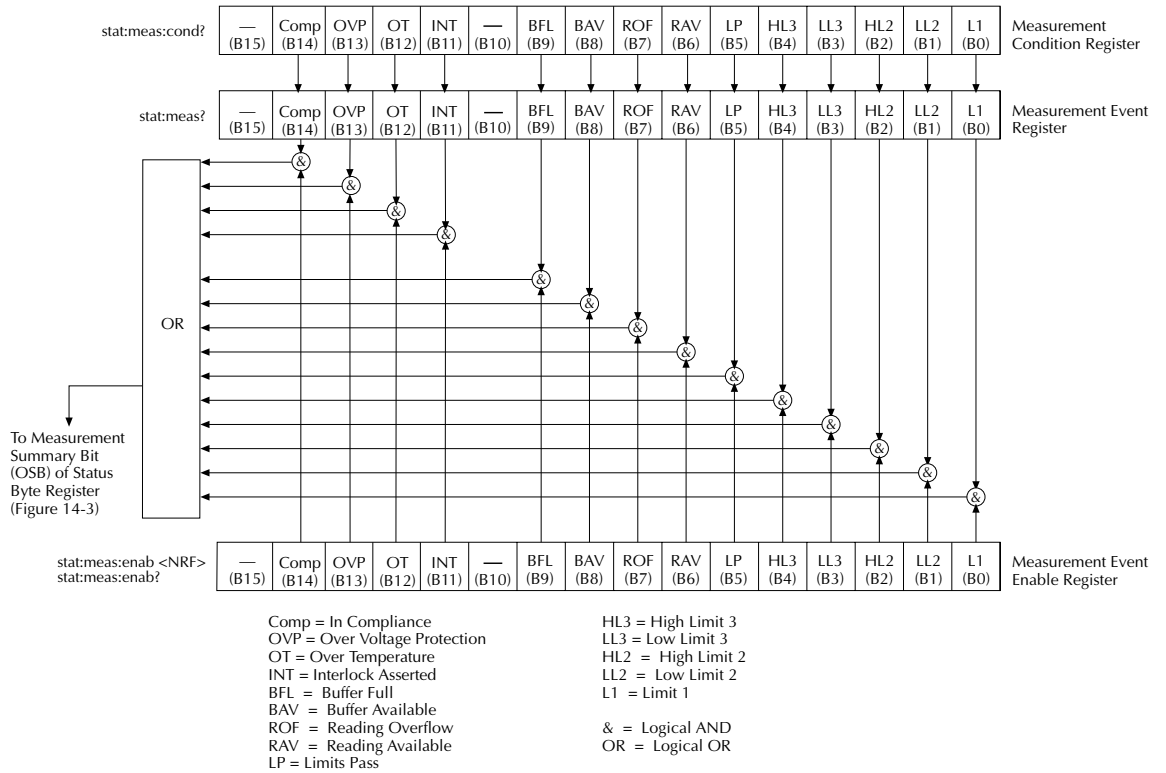 stat:meas:cond?
— Comp OVP OT INT — BFL BAV ROF RAV LP HL3 LL3 HL2 LL2 L1
(B15) (B14) (B13) (B12) (B11) (B10) (B9) (B8) (B7) (B6) (B5) (B4) (B3) (B2) (B1) (B0)
Measurement
Condition Register
stat:meas?
— Comp OVP OT INT — BFL BAV ROF RAV LP HL3 LL3 HL2 LL2 L1
(B15) (B14) (B13) (B12) (B11) (B10) (B9) (B8) (B7) (B6) (B5) (B4) (B3) (B2) (B1) (B0)
Measurement Event
Register
&
&
&
&
&
&
&
&
&
&
&
&
&
&
OR
To Measurement
Summary Bit
(OSB) of Status
Byte Register
(Figure 14-3)
stat:meas:enab <NRF>
stat:meas:enab?
— Comp OVP OT INT — BFL BAV ROF RAV LP HL3 LL3 HL2 LL2 L1
(B15) (B14) (B13) (B12) (B11) (B10) (B9) (B8) (B7) (B6) (B5) (B4) (B3) (B2) (B1) (B0)
Measurement Event
Enable Register
Comp = In Compliance
OVP = Over Voltage Protection
OT = Over Temperature
INT = Interlock Asserted
BFL = Buffer Full
BAV = Buffer Available
ROF = Reading Overflow
RAV = Reading Available
LP = Limits Pass
HL3 = High Limit 3
LL3 = Low Limit 3
HL2 = High Limit 2
LL2 = Low Limit 2
L1 = Limit 1
& = Logical AND
OR = Logical OR